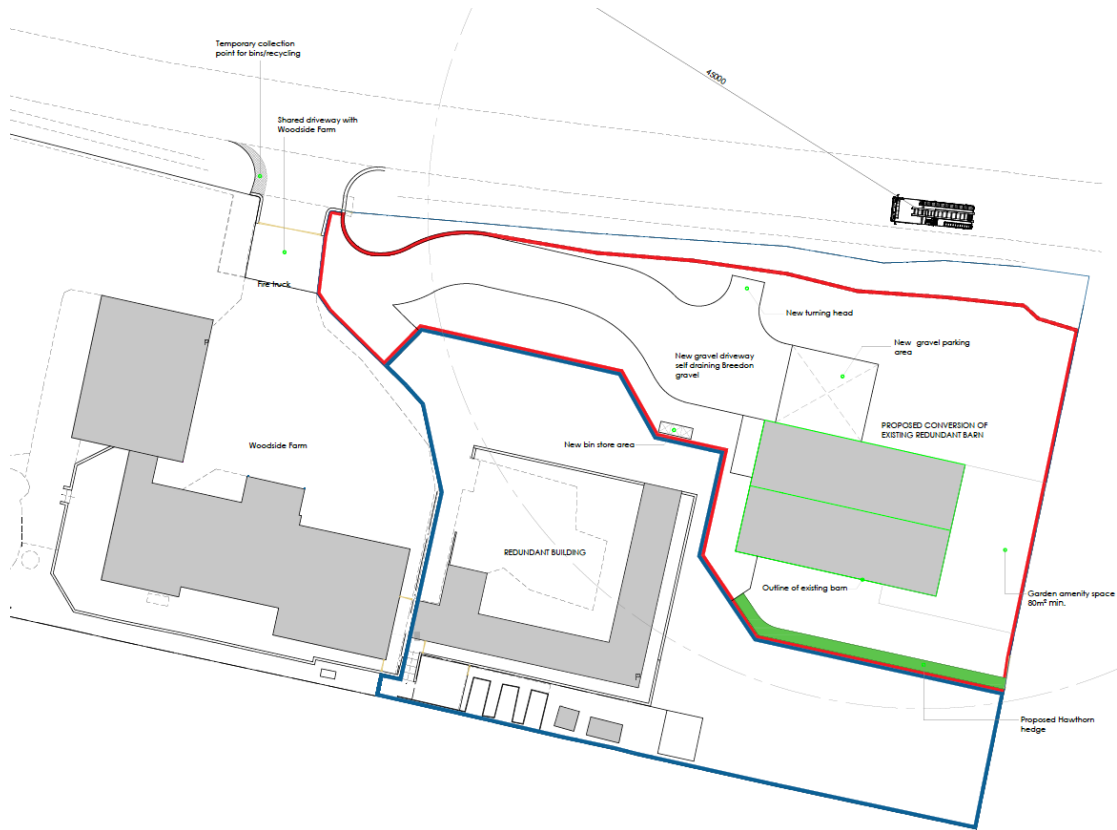 Temporary collection
point for bins/recycling
45000
Shared driveway with
Woodside Farm
Fire truck
New turning head
New gravel parking
area
New gravel driveway
self draining Breedon
gravel
PROPOSED CONVERSION OF
EXISTING REDUNDANT BARN
New bin store area
Woodside Farm
REDUNDANT BUILDING
Outline of existing barn
Garden amenity space
80m² min.
Proposed Hawthorn
hedge